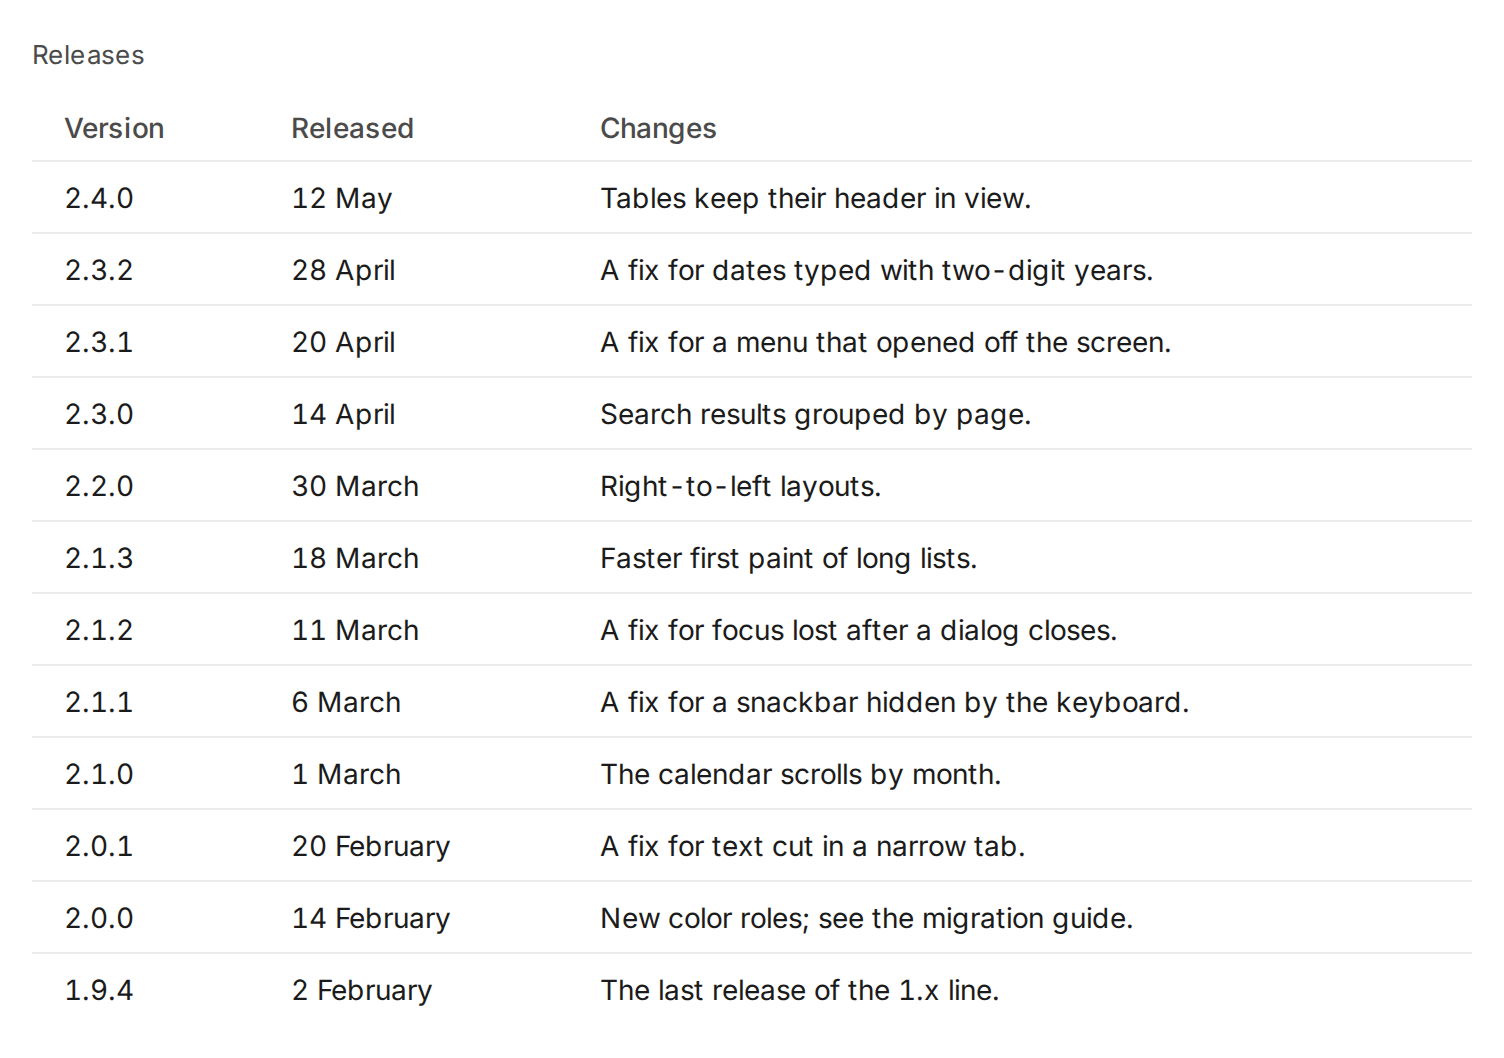 Releases
Version Released Changes
2.4.0 12 May Tables keep their header in view.
2.3.2 28 April A fix for dates typed with two-digit years.
2.3.1 20 April A fix for a menu that opened off the screen.
2.3.0 14 April Search results grouped by page.
2.2.0 30 March Right-to-left layouts.
2.1.3 18 March Faster first paint of long lists.
2.1.2 11 March A fix for focus lost after a dialog closes.
2.1.1 6 March A fix for a snackbar hidden by the keyboard.
2.1.0 1 March The calendar scrolls by month.
2.0.1 20 February A fix for text cut in a narrow tab.
2.0.0 14 February New color roles; see the migration guide.
1.9.4 2 February The last release of the 1.x line.